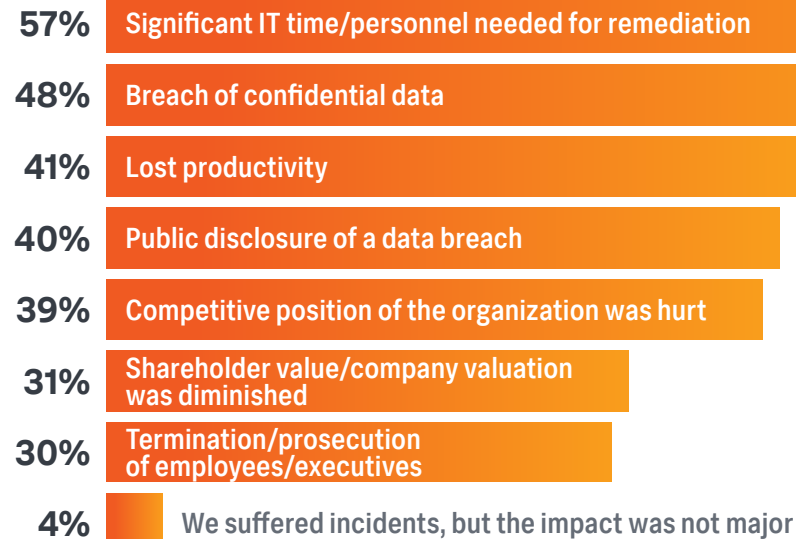 57% Significant IT time/personnel needed for remediation
48% Breach of confidential data
41% Lost productivity
40% Public disclosure of a data breach
39% Competitive position of the organization was hurt
31% Shareholder value/company valuation
was diminished
30% Termination/prosecution
of employees/executives
4% We suffered incidents, but the impact was not major